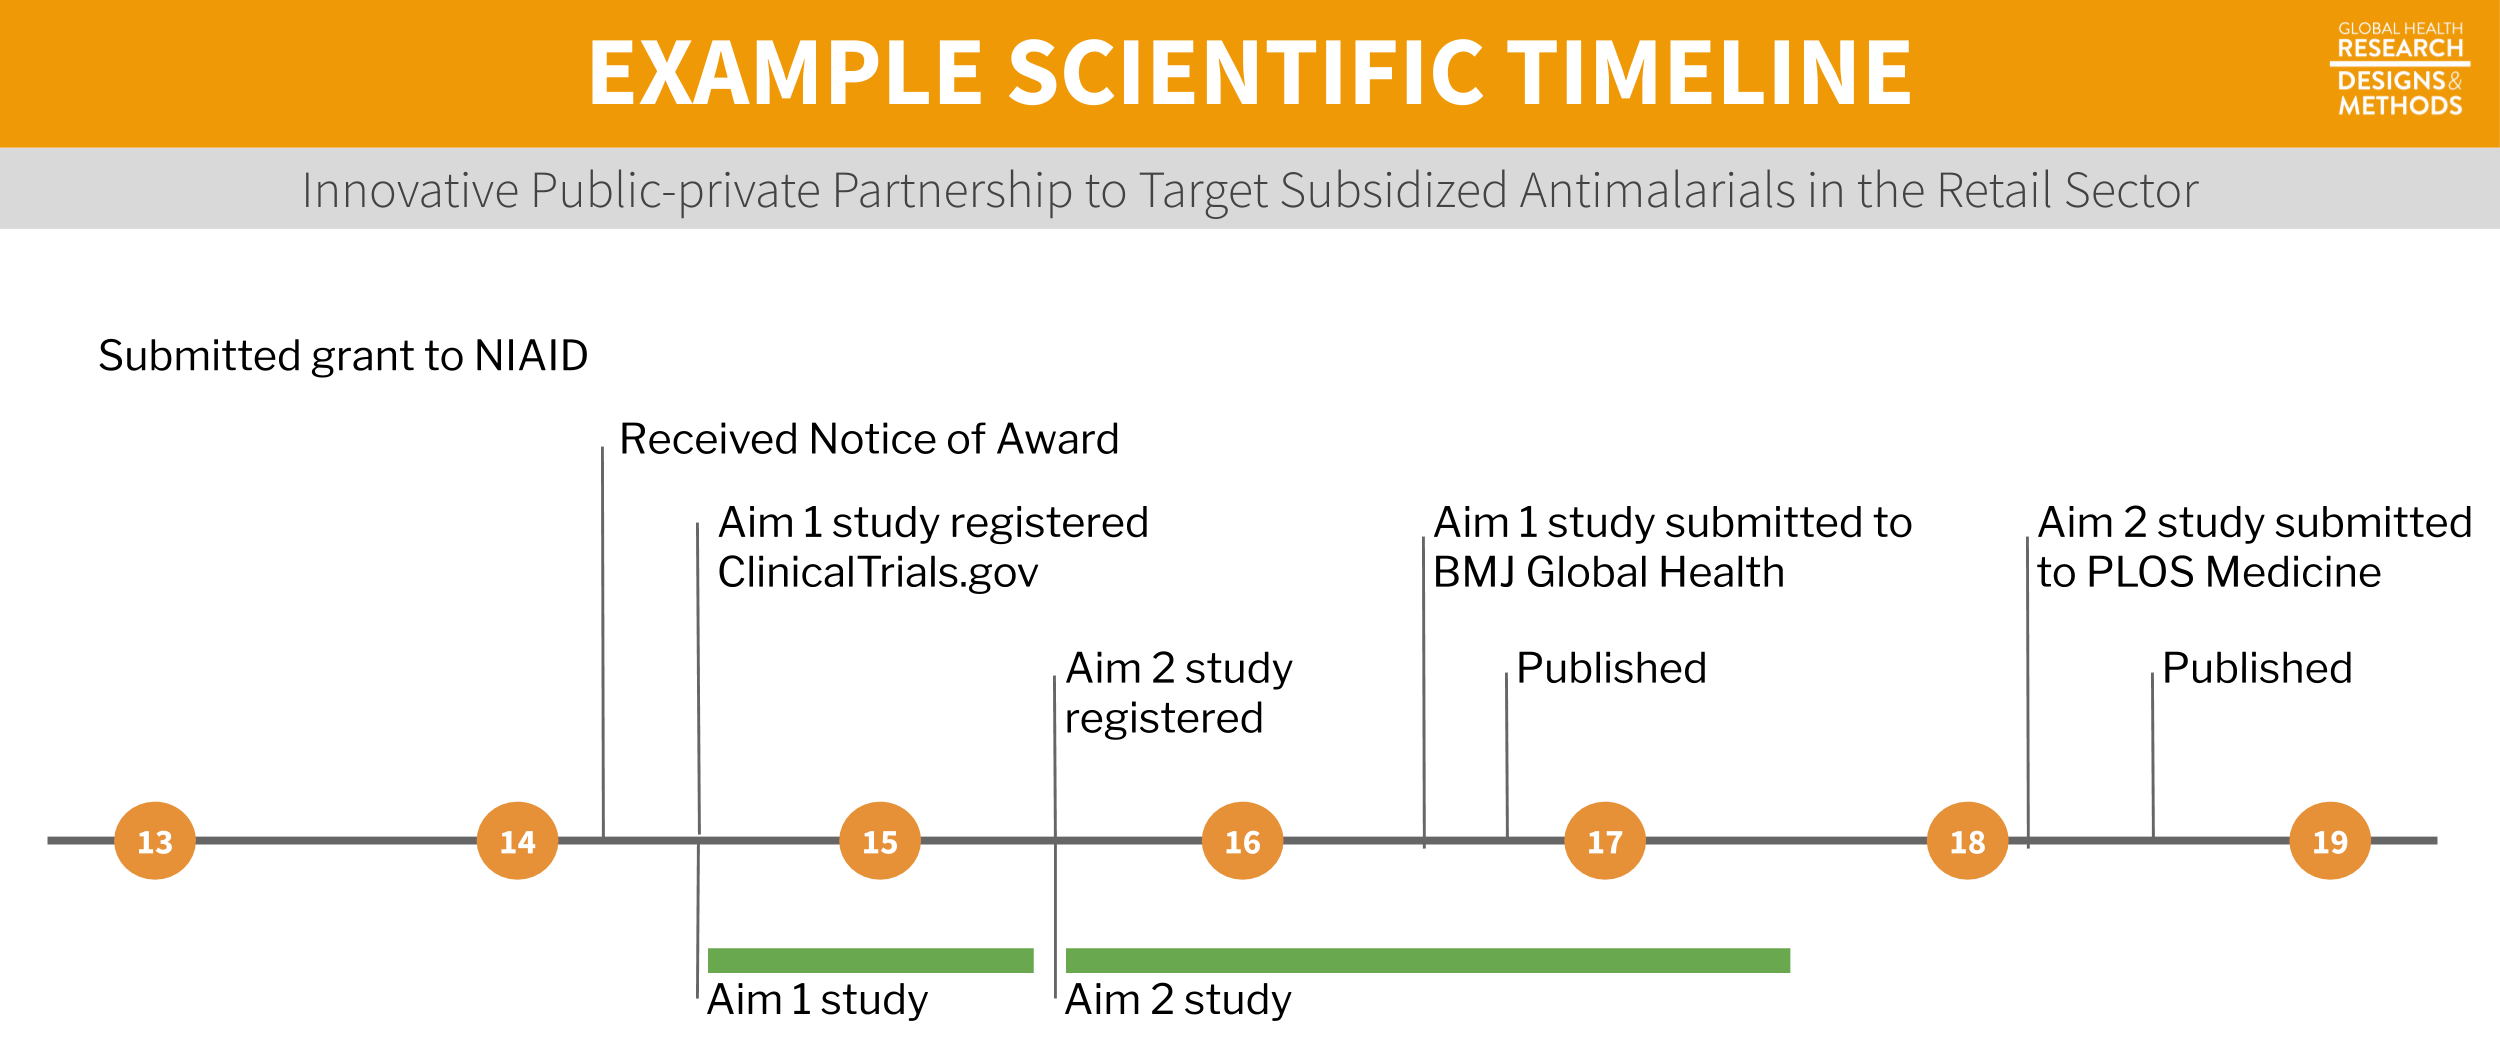 EXAMPLE SCIENTIFIC TIMELINE
GLOBAL HEALTH
RESEARCH
DESIGNS &
METHODS
Innovative Public-private Partnership to Target Subsidized Antimalarials in the Retail Sector
Submitted grant to NIAID
Received Notice of Award
Aim 1 study registered
ClinicalTrials.gov
Aim 1 study submitted to
BMJ Global Health
Aim 2 study submitted
to PLOS Medicine
Aim 2 study
registered
Published
Published
13
14
15
16
17
18
19
Aim 1 study
Aim 2 study